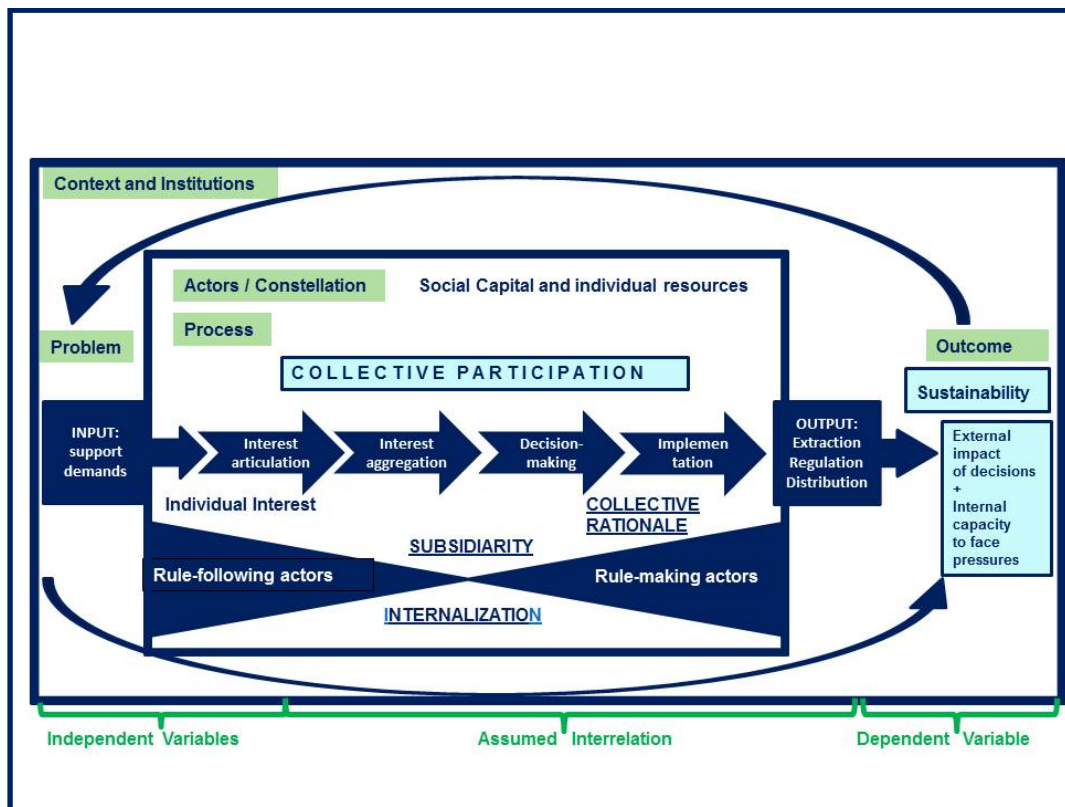 Context and Institutions
Actors / Constellation
Social Capital and individual resources
Process
Problem
Outcome
COLLECTIVE PARTICIPATION
Sustainability
INPUT:
support
demands
Interest
articulation
Interest
aggregation
Decision-
making
Implemen
tation
OUTPUT:
Extraction
Regulation
Distribution
External
impact
of decisions
+
Internal
capacity
to face
pressures
Individual Interest
COLLECTIVE
RATIONALE
SUBSIDIARITY
Rule-following actors
Rule-making actors
INTERNALIZATION
Independent Variables
Assumed Interrelation
Dependent Variable